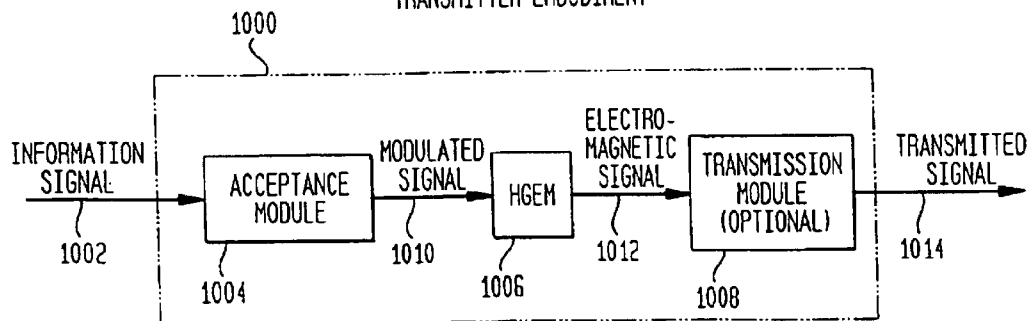 TRANSMITTER EMBODIMENT
1000
INFORMATION
SIGNAL
1002
ACCEPTANCE
MODULE
1004
MODULATED
SIGNAL
1010
HGEM
1006
ELECTRO-
MAGNETIC
SIGNAL
1012
TRANSMISSION
MODULE
(OPTIONAL)
1008
TRANSMITTED
SIGNAL
1014